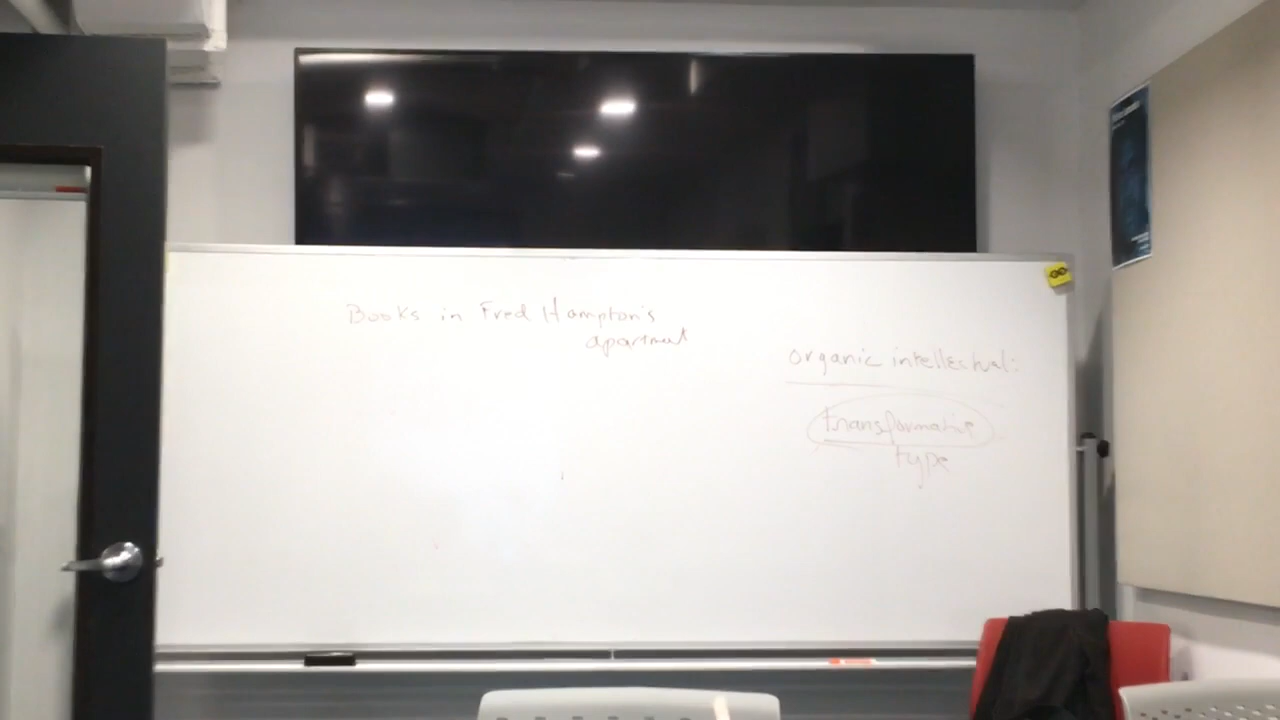 Books in Fred Hampton's
apartment
organic intellectual:
transformative
type